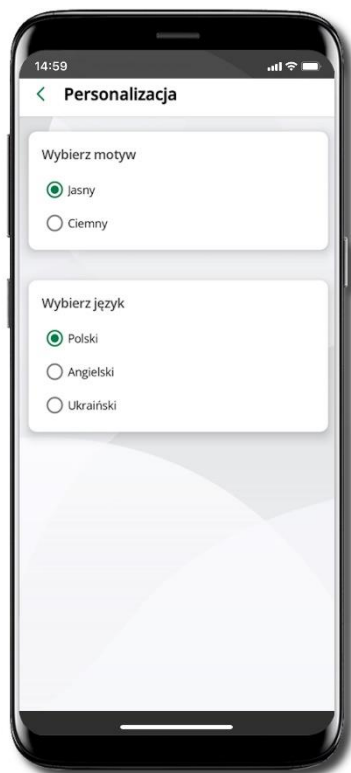 14:59
Personalizacja
Wybierz motyw
Jasny
Ciemny
Wybierz język
Polski
Angielski
Ukraiński